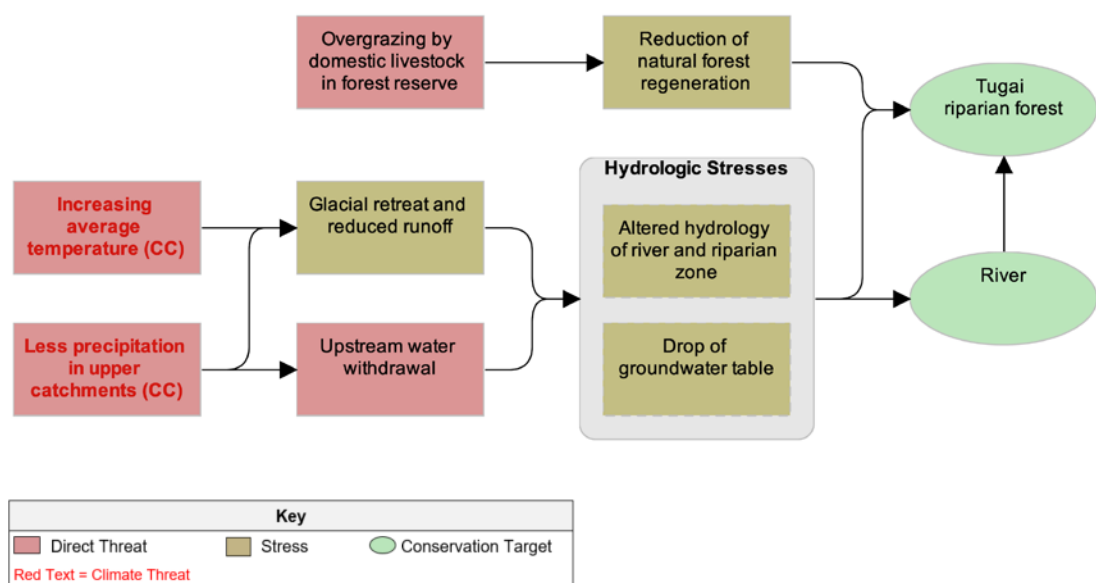 Overgrazing by
domestic livestock
in forest reserve
Reduction of
natural forest
regeneration
Tugai
riparian forest
Hydrologic Stresses
Increasing
average
temperature (CC)
Glacial retreat and
reduced runoff
Altered hydrology
of river and riparian
zone
River
Less precipitation
in upper
catchments (CC)
Upstream water
withdrawal
Drop of
groundwater table
Key
Direct Threat
Stress
Conservation Target
Red Text = Climate Threat